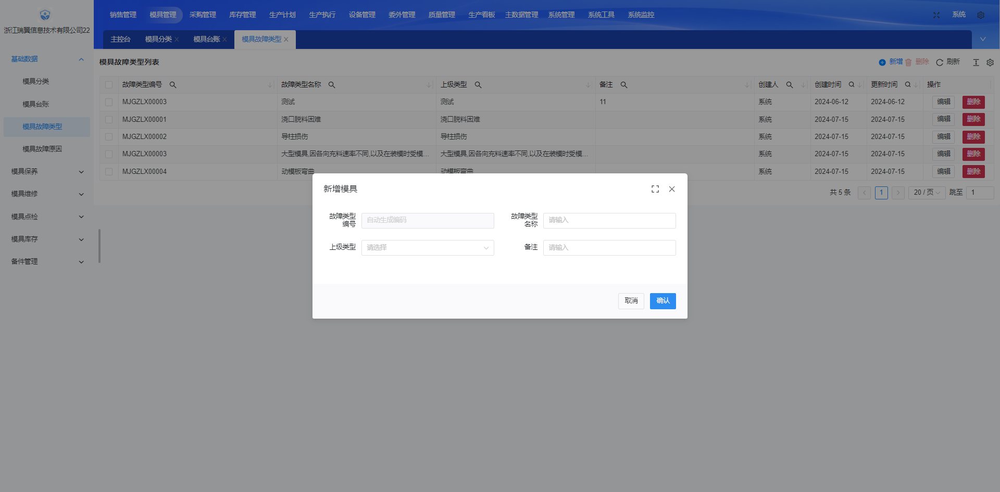 浙江瑞翼信息技术有限公司22
销售管理 模具管理 采购管理 库存管理 生产计划 生产执行 设备管理 委外管理 质量管理 生产看板 主数据管理 系统管理 系统工具 系统监控 系统
主控台 模具分类 模具台账 模具故障类型
基础数据
模具分类
模具台账
模具故障类型
模具故障原因
模具保养
模具维修
模具点检
模具库存
备件管理
模具故障类型列表 新增 删除 刷新
故障类型编号 故障类型名称 上级类型 备注 创建人 创建时间 更新时间 操作
MJGZLX00003 测试 测试 11 系统 2024-06-12 2024-06-12 编辑 删除
MJGZLX00001 浇口脱料困难 浇口脱料困难 系统 2024-07-15 2024-07-15 编辑 删除
MJGZLX00002 导柱损伤 导柱损伤 系统 2024-07-15 2024-07-15 编辑 删除
MJGZLX00003 大型模具,因各向充料速率不同,以及在装模时受模... 大型模具,因各向充料速率不同,以及在装模时受模... 系统 2024-07-15 2024-07-15 编辑 删除
MJGZLX00004 动模板弯曲 动模板弯曲 系统 2024-07-15 2024-07-15 编辑 删除
共 5 条 1 20 / 页 跳至 1
新增模具
故障类型编号 自动生成编码 故障类型名称 请输入
上级类型 请选择 备注 请输入
取消 确认